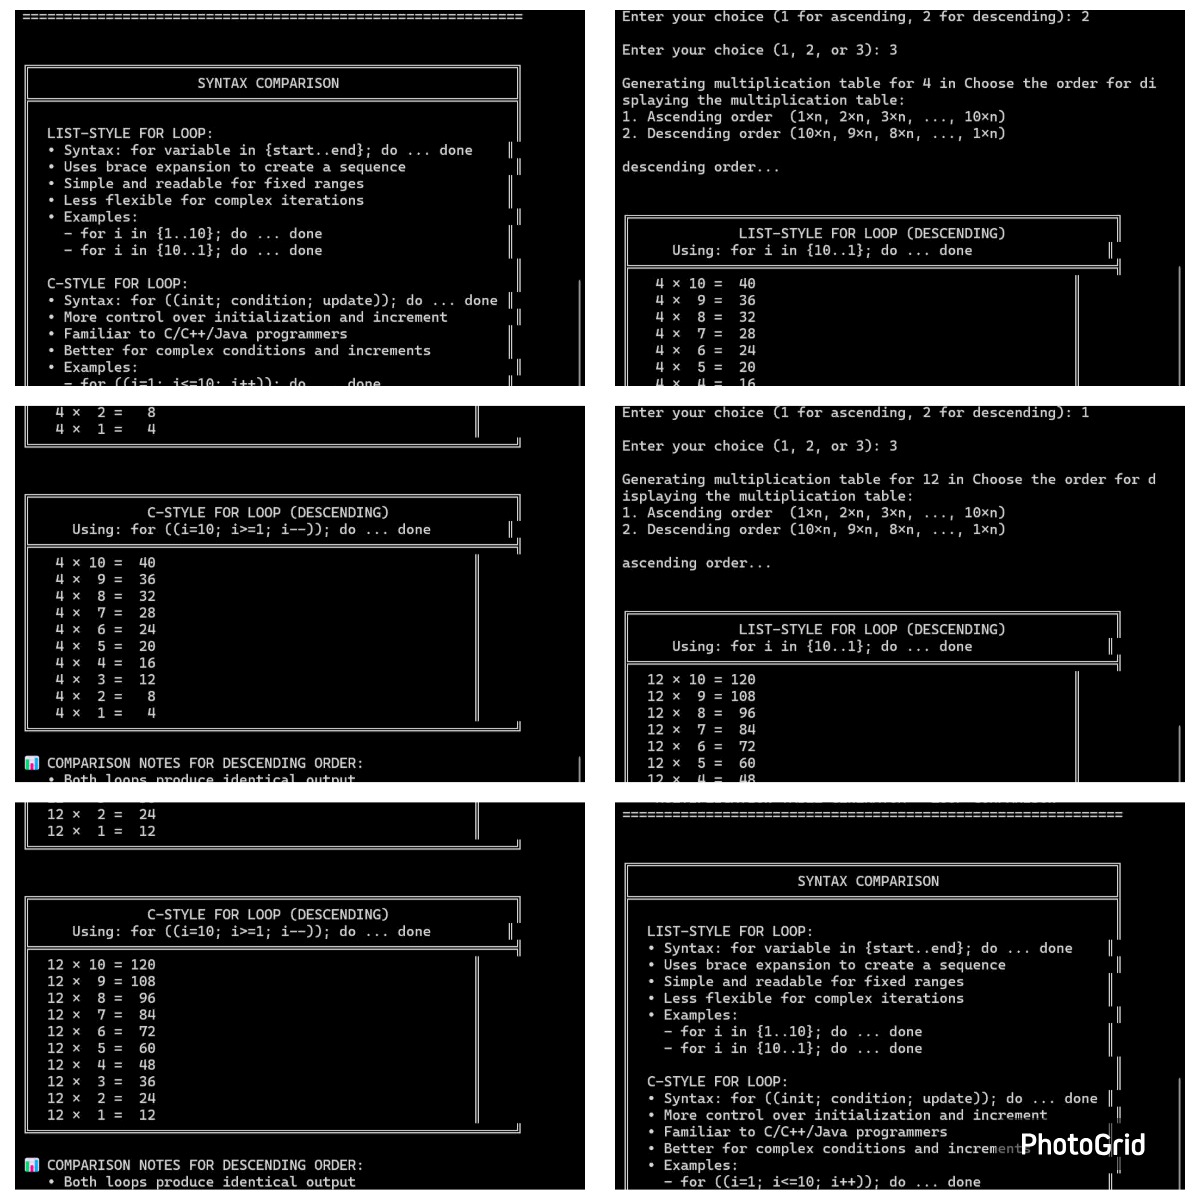 ============================================================
SYNTAX COMPARISON
LIST-STYLE FOR LOOP:
• Syntax: for variable in {start..end}; do ... done
• Uses brace expansion to create a sequence
• Simple and readable for fixed ranges
• Less flexible for complex iterations
• Examples:
- for i in {1..10}; do ... done
- for i in {10..1}; do ... done
C-STYLE FOR LOOP:
• Syntax: for ((init; condition; update)); do ... done
• More control over initialization and increment
• Familiar to C/C++/Java programmers
• Better for complex conditions and increments
• Examples:
- for ((i=1; i<=10; i++)); do ... done
Enter your choice (1 for ascending, 2 for descending): 2
Enter your choice (1, 2, or 3): 3
Generating multiplication table for 4 in Choose the order for di
splaying the multiplication table:
1. Ascending order  (1×n, 2×n, 3×n, ..., 10×n)
2. Descending order (10×n, 9×n, 8×n, ..., 1×n)
descending order...
LIST-STYLE FOR LOOP (DESCENDING)
Using: for i in {10..1}; do ... done
4 × 10 =  40
4 ×  9 =  36
4 ×  8 =  32
4 ×  7 =  28
4 ×  6 =  24
4 ×  5 =  20
4 ×  4 =  16
4 ×  2 =   8
4 ×  1 =   4
C-STYLE FOR LOOP (DESCENDING)
Using: for ((i=10; i>=1; i--)); do ... done
4 × 10 =  40
4 ×  9 =  36
4 ×  8 =  32
4 ×  7 =  28
4 ×  6 =  24
4 ×  5 =  20
4 ×  4 =  16
4 ×  3 =  12
4 ×  2 =   8
4 ×  1 =   4
📊 COMPARISON NOTES FOR DESCENDING ORDER:
• Both loops produce identical output
Enter your choice (1 for ascending, 2 for descending): 1
Enter your choice (1, 2, or 3): 3
Generating multiplication table for 12 in Choose the order for d
isplaying the multiplication table:
1. Ascending order  (1×n, 2×n, 3×n, ..., 10×n)
2. Descending order (10×n, 9×n, 8×n, ..., 1×n)
ascending order...
LIST-STYLE FOR LOOP (DESCENDING)
Using: for i in {10..1}; do ... done
12 × 10 = 120
12 ×  9 = 108
12 ×  8 =  96
12 ×  7 =  84
12 ×  6 =  72
12 ×  5 =  60
12 ×  4 =  48
12 ×  2 =  24
12 ×  1 =  12
C-STYLE FOR LOOP (DESCENDING)
Using: for ((i=10; i>=1; i--)); do ... done
12 × 10 = 120
12 ×  9 = 108
12 ×  8 =  96
12 ×  7 =  84
12 ×  6 =  72
12 ×  5 =  60
12 ×  4 =  48
12 ×  3 =  36
12 ×  2 =  24
12 ×  1 =  12
📊 COMPARISON NOTES FOR DESCENDING ORDER:
• Both loops produce identical output
============================================================
SYNTAX COMPARISON
LIST-STYLE FOR LOOP:
• Syntax: for variable in {start..end}; do ... done
• Uses brace expansion to create a sequence
• Simple and readable for fixed ranges
• Less flexible for complex iterations
• Examples:
- for i in {1..10}; do ... done
- for i in {10..1}; do ... done
C-STYLE FOR LOOP:
• Syntax: for ((init; condition; update)); do ... done
• More control over initialization and increment
• Familiar to C/C++/Java programmers
• Better for complex conditions and increments
• Examples:
- for ((i=1; i<=10; i++)); do ... done
PhotoGrid